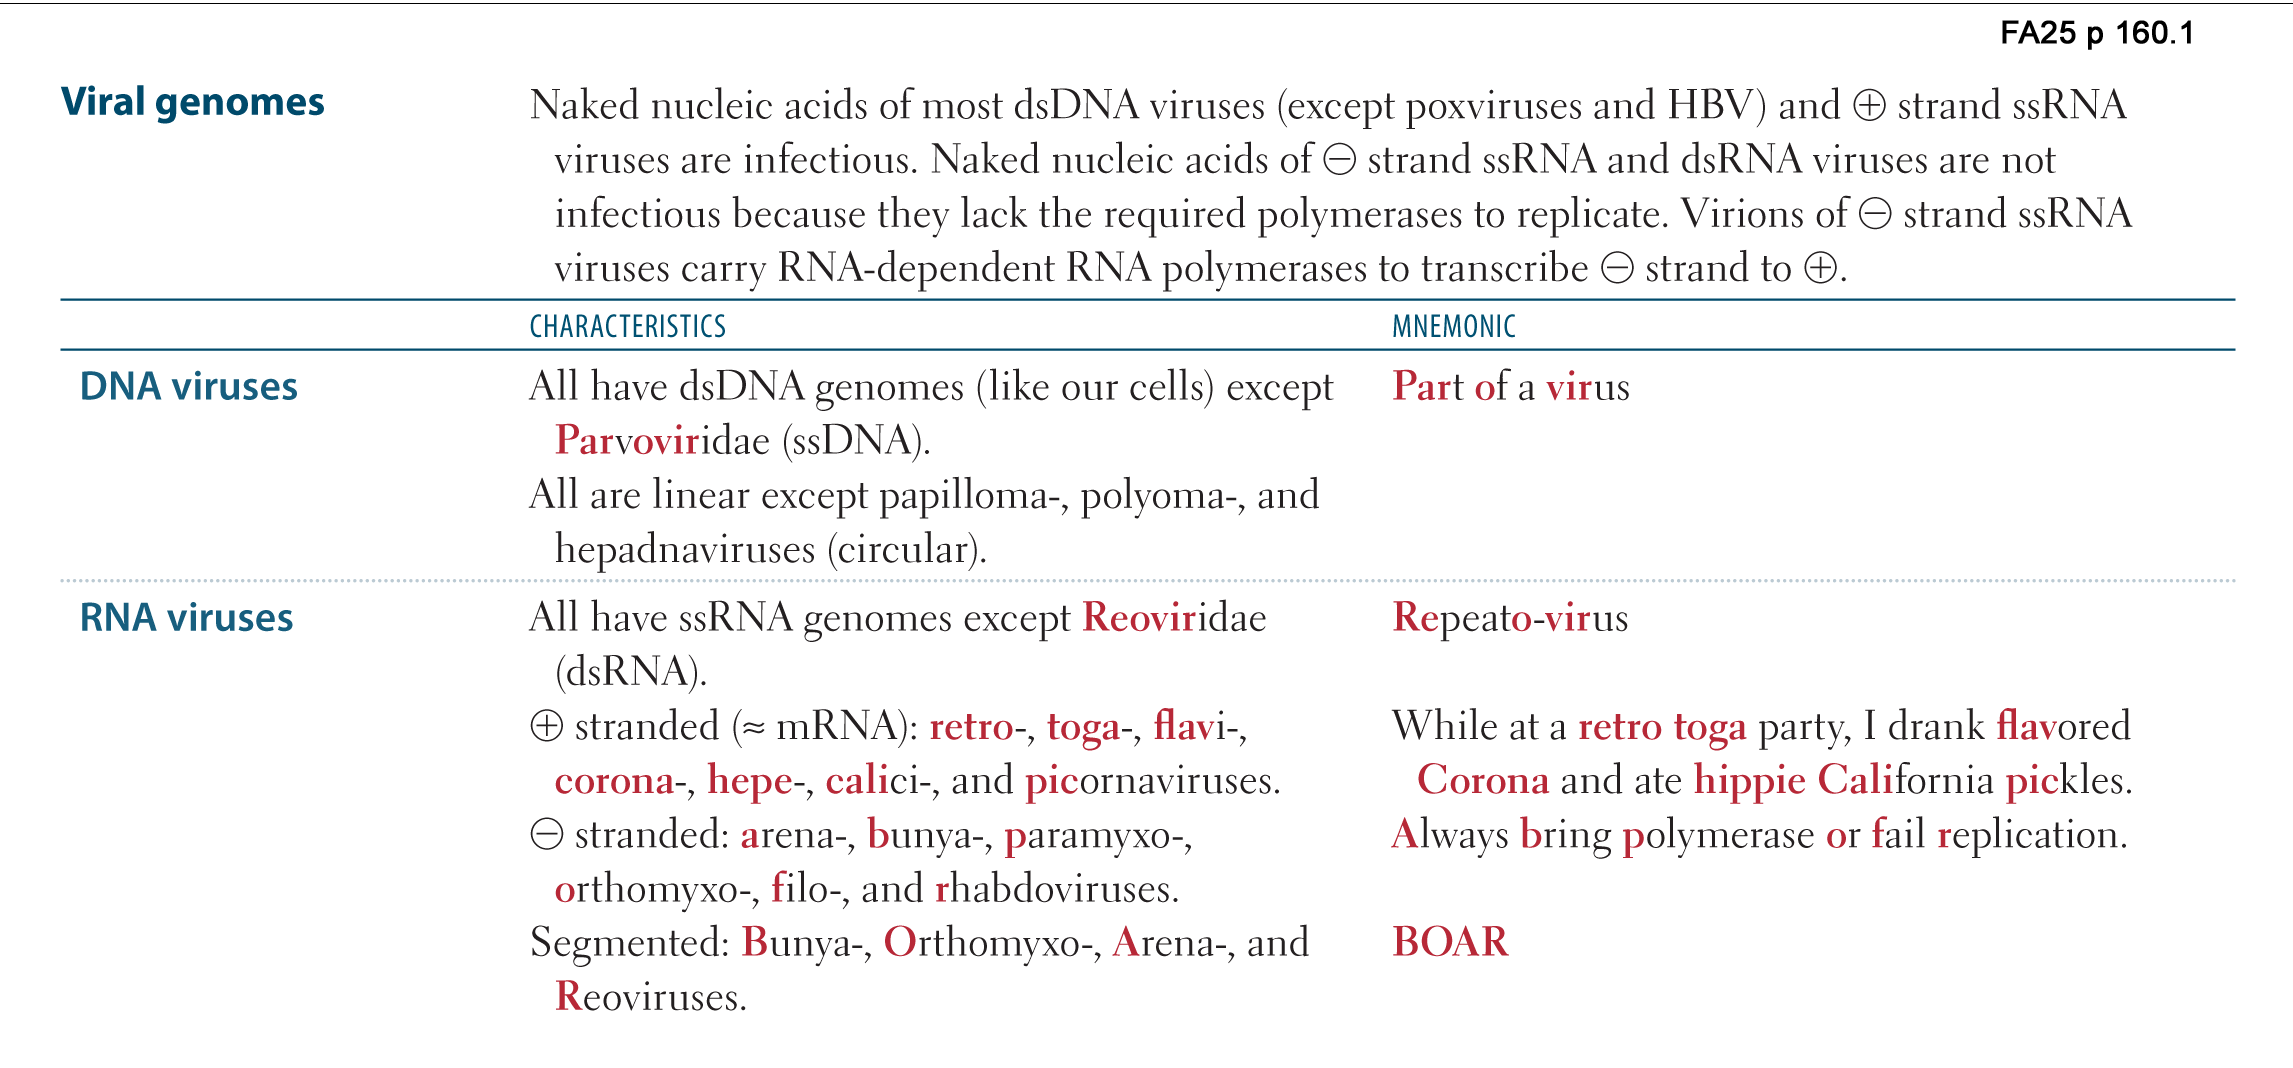 FA25 p 160.1
Viral genomes
Naked nucleic acids of most dsDNA viruses (except poxviruses and HBV) and ⊕ strand ssRNA
viruses are infectious. Naked nucleic acids of ⊖ strand ssRNA and dsRNA viruses are not
infectious because they lack the required polymerases to replicate. Virions of ⊖ strand ssRNA
viruses carry RNA-dependent RNA polymerases to transcribe ⊖ strand to ⊕.
CHARACTERISTICS
MNEMONIC
DNA viruses
All have dsDNA genomes (like our cells) except
Parvoviridae (ssDNA).
All are linear except papilloma-, polyoma-, and
hepadnaviruses (circular).
Part of a virus
RNA viruses
All have ssRNA genomes except Reoviridae
(dsRNA).
Repeato-virus
⊕ stranded (≈ mRNA): retro-, toga-, flavi-,
corona-, hepe-, calici-, and picornaviruses.
While at a retro toga party, I drank flavored
Corona and ate hippie California pickles.
⊖ stranded: arena-, bunya-, paramyxo-,
orthomyxo-, filo-, and rhabdoviruses.
Always bring polymerase or fail replication.
Segmented: Bunya-, Orthomyxo-, Arena-, and
Reoviruses.
BOAR